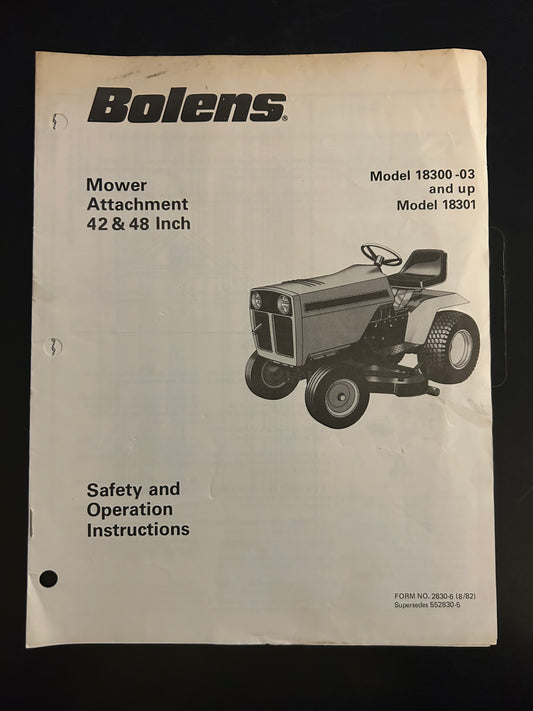 Bolens®
Mower
Attachment
42 & 48 Inch
Model 18300-03
and up
Model 18301
Safety and
Operation
Instructions
FORM NO. 2830-6 (8/82)
Supersedes 552830-5